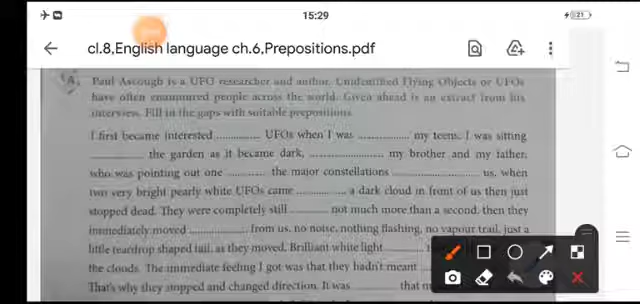 15:29
21
cl.8,English language ch.6,Prepositions.pdf
A. Paul Ascough is a UFO researcher and author. Unidentified Flying Objects or UFOs
have often enamoured people across the world. Given ahead is an extract from his
interview. Fill in the gaps with suitable prepositions.
I first became interested .............. UFOs when I was ................ my teens. I was sitting
................ the garden as it became dark, ....................... my brother and my father,
who was pointing out one ............ the major constellations .......................... us, when
two very bright pearly white UFOs came ............... a dark cloud in front of us then just
stopped dead. They were completely still .......... not much more than a second, then they
immediately moved .................... from us, no noise, nothing flashing, no vapour trail, just a
little teardrop shaped tail, as they moved. Brilliant white light ...........
the clouds. The immediate feeling I got was that they hadn't meant
That's why they stopped and changed direction. It was .......... that